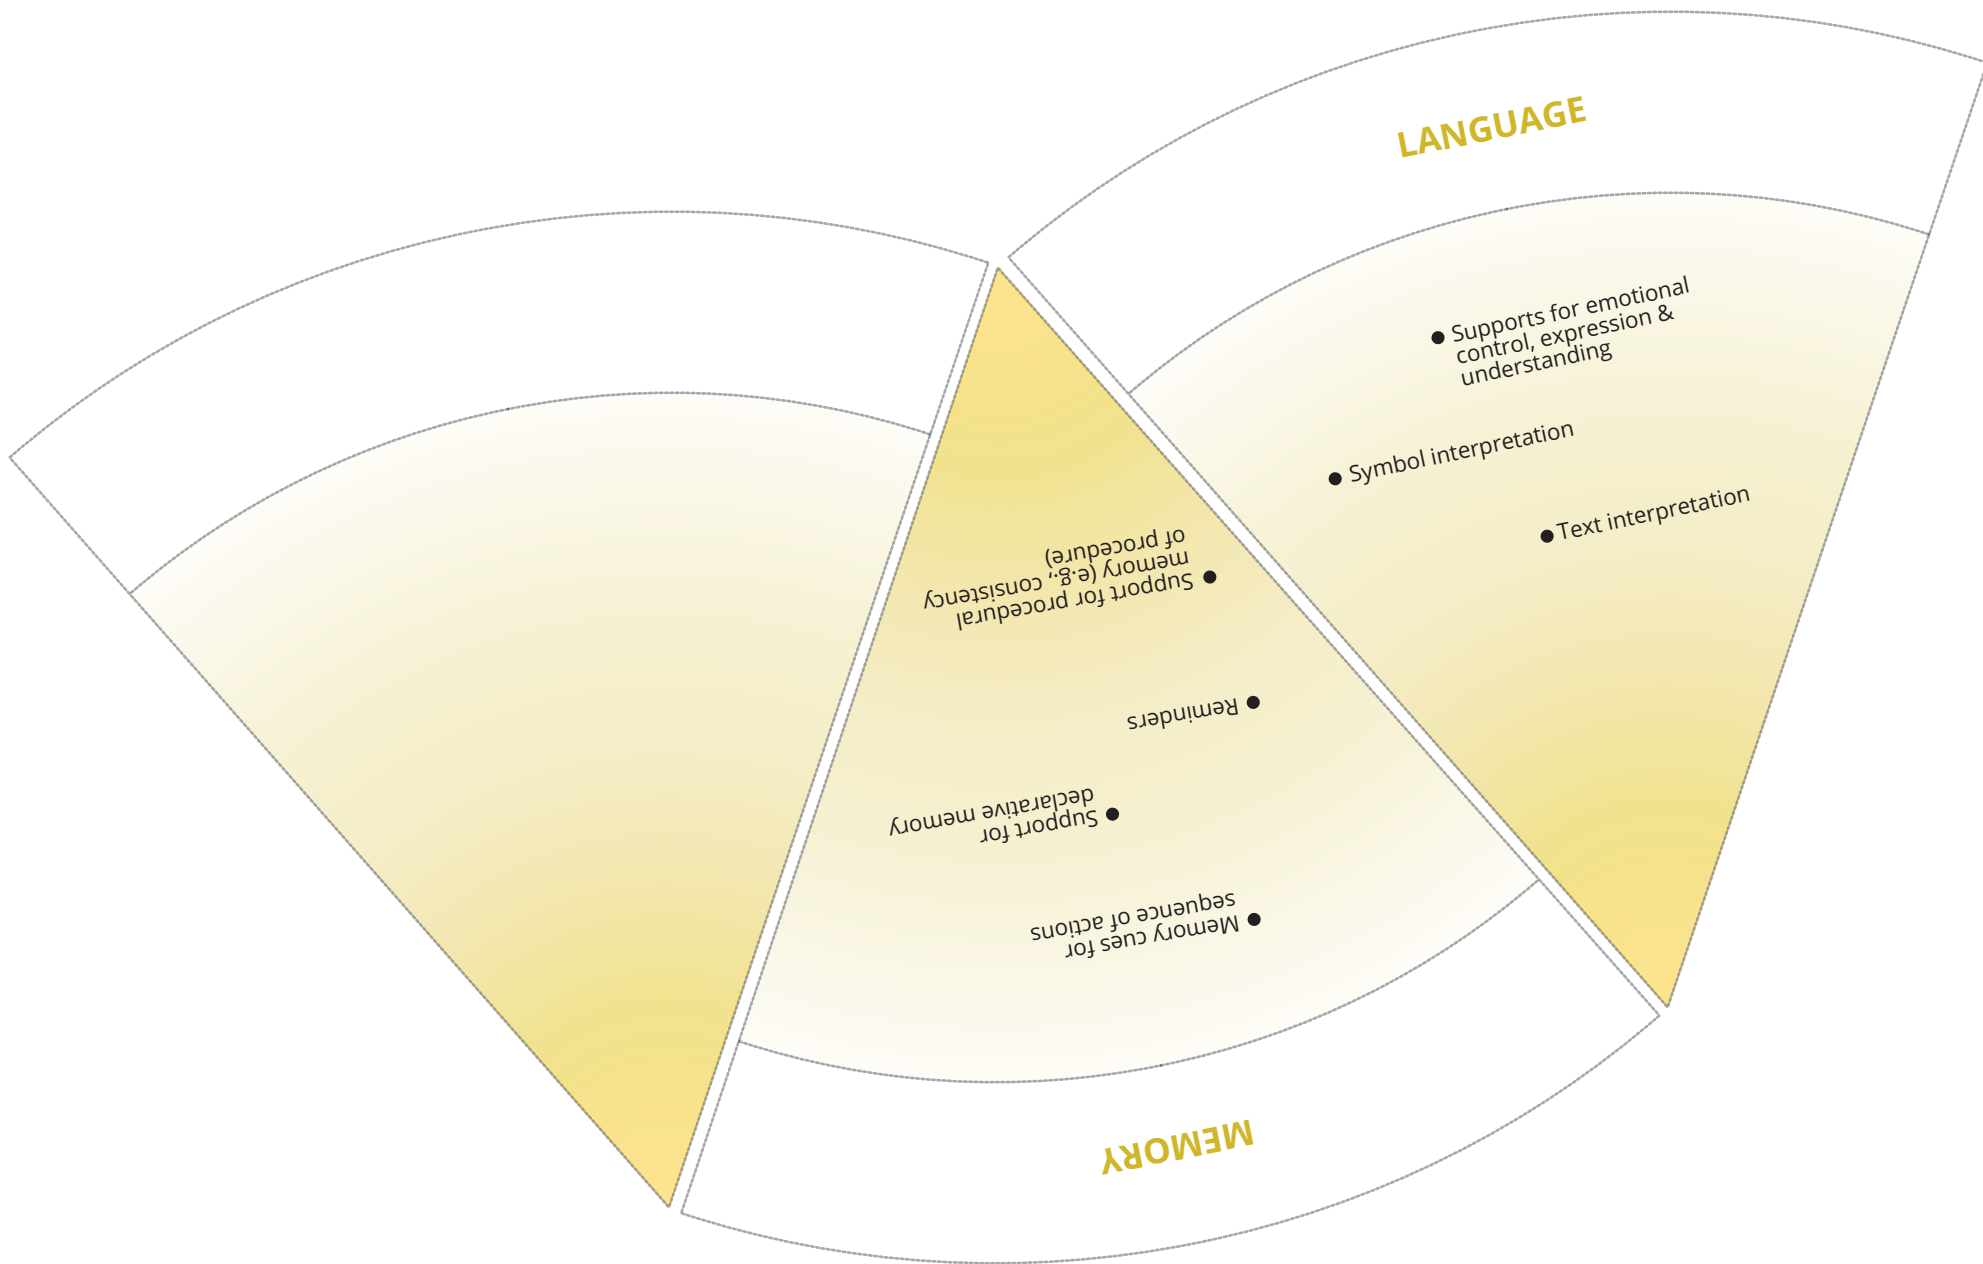 LANGUAGE
Supports for emotional
control, expression &
understanding
Symbol interpretation
Text interpretation
MEMORY
Memory cues for
sequence of actions
Support for
declarative memory
Reminders
Support for procedural
memory (e.g., consistency
of procedure)